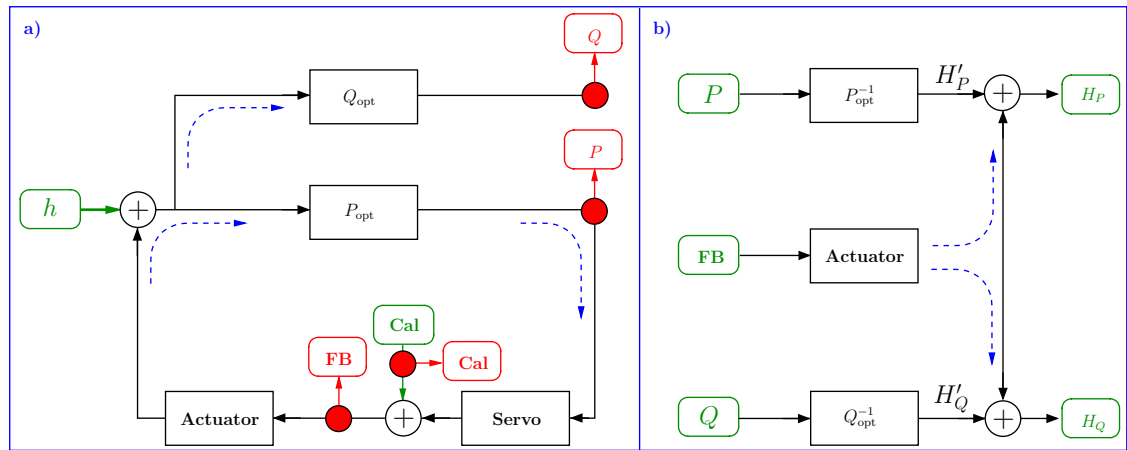 a)
Q
Q_opt
P
h
+
P_opt
Cal
FB
Cal
Actuator
+
Servo
b)
P
P_opt^{-1}
H'_P
+
H_P
FB
Actuator
Q
Q_opt^{-1}
H'_Q
+
H_Q